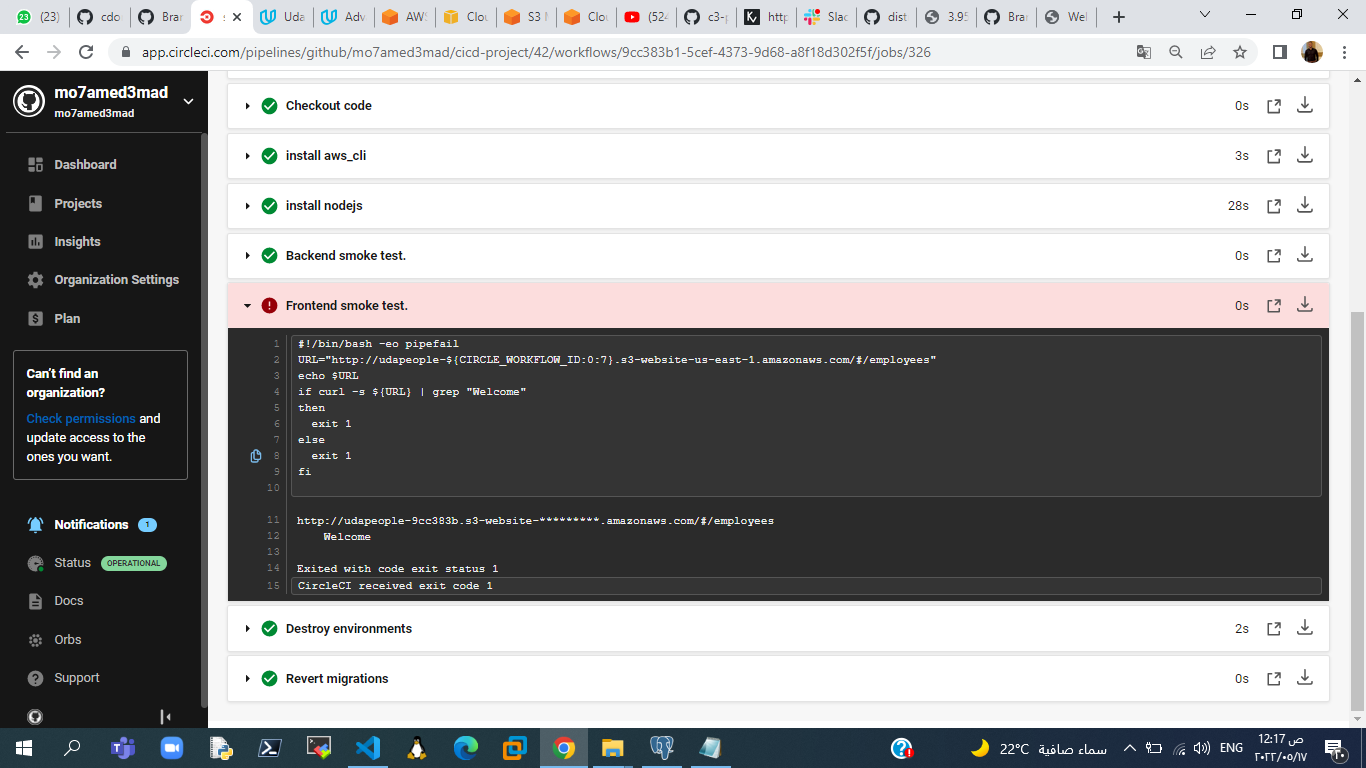 (23)
cdo
Bran
s
Uda
Adv
AWS
Clou
S3 M
Clou
(524
c3-p
http
Slac
dist
3.95
Bran
Wel
app.circleci.com/pipelines/github/mo7amed3mad/cicd-project/42/workflows/9cc383b1-5cef-4373-9d68-a8f18d302f5f/jobs/326
mo7amed3mad
mo7amed3mad
Dashboard
Projects
Insights
Organization Settings
Plan
Can't find an
organization?
Check permissions and
update access to the
ones you want.
Notifications 1
Status OPERATIONAL
Docs
Orbs
Support
Checkout code 0s
install aws_cli 3s
install nodejs 28s
Backend smoke test. 0s
Frontend smoke test. 0s
1 #!/bin/bash -eo pipefail
2 URL="http://udapeople-${CIRCLE_WORKFLOW_ID:0:7}.s3-website-us-east-1.amazonaws.com/#/employees"
3 echo $URL
4 if curl -s ${URL} | grep "Welcome"
5 then
6 exit 1
7 else
8 exit 1
9 fi
10
11 http://udapeople-9cc383b.s3-website-*********.amazonaws.com/#/employees
12 Welcome
13
14 Exited with code exit status 1
15 CircleCI received exit code 1
Destroy environments 2s
Revert migrations 0s
22°C سماء صافية
ENG
12:17 ص
٢٠٢٢/٠٥/١٧